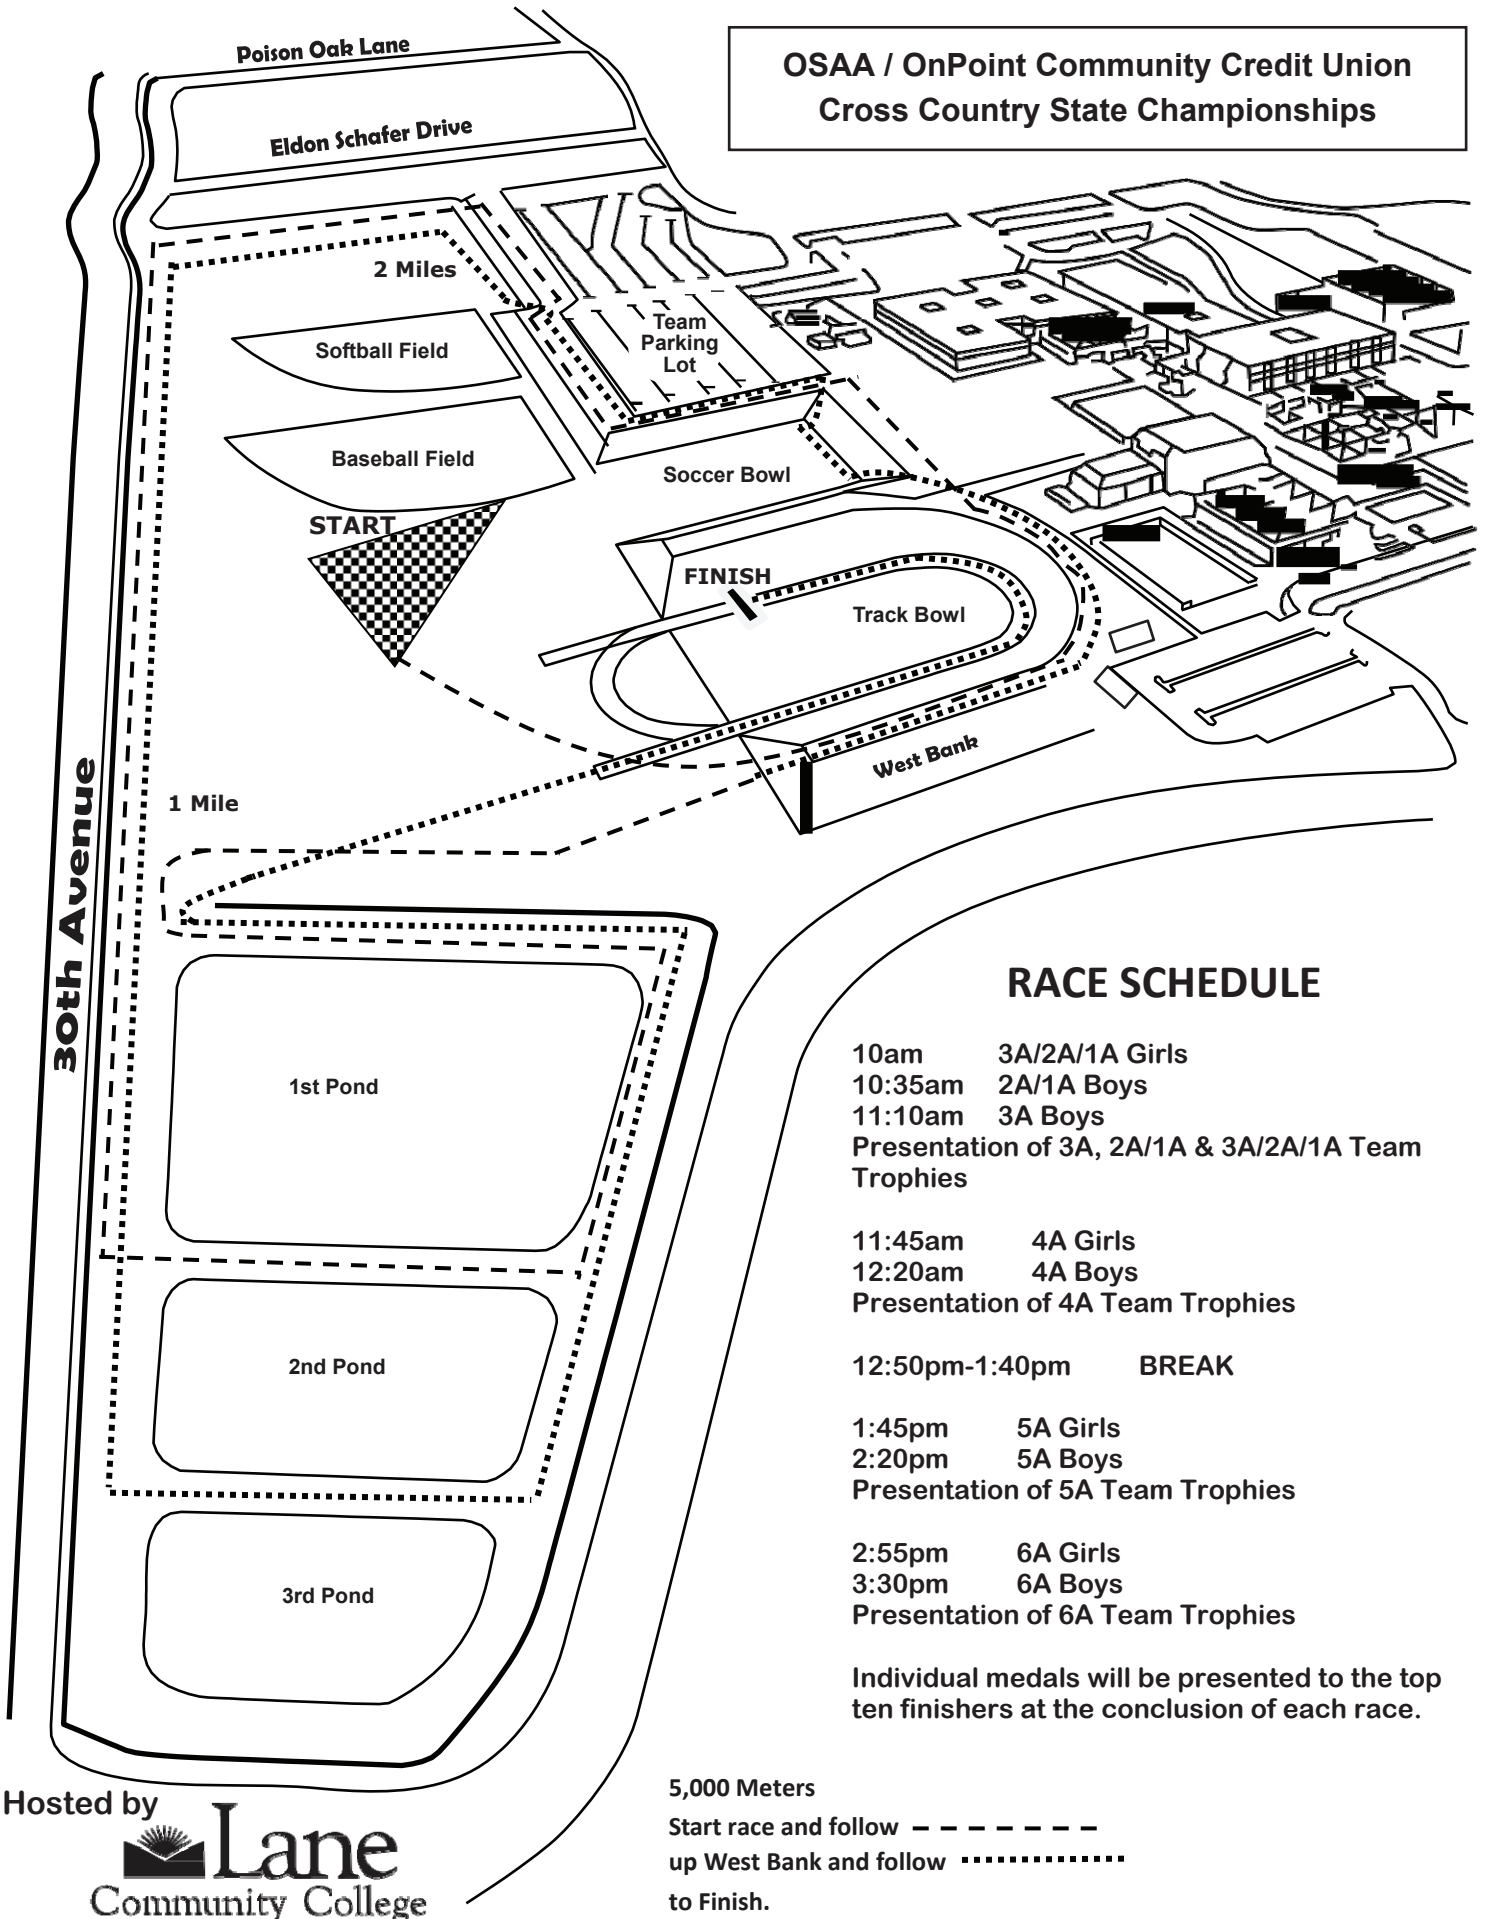 Poison Oak Lane
OSAA / OnPoint Community Credit Union
Cross Country State Championships
Eldon Schafer Drive
2 Miles
Team
Parking
Lot
Softball Field
Baseball Field
Soccer Bowl
START
FINISH
Track Bowl
West Bank
30th Avenue
1 Mile
1st Pond
2nd Pond
3rd Pond
RACE SCHEDULE
10am 3A/2A/1A Girls
10:35am 2A/1A Boys
11:10am 3A Boys
Presentation of 3A, 2A/1A & 3A/2A/1A Team
Trophies
11:45am 4A Girls
12:20am 4A Boys
Presentation of 4A Team Trophies
12:50pm-1:40pm BREAK
1:45pm 5A Girls
2:20pm 5A Boys
Presentation of 5A Team Trophies
2:55pm 6A Girls
3:30pm 6A Boys
Presentation of 6A Team Trophies
Individual medals will be presented to the top
ten finishers at the conclusion of each race.
Hosted by
Lane
Community College
5,000 Meters
Start race and follow
up West Bank and follow
to Finish.